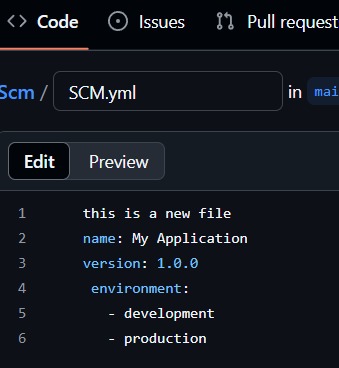 Code Issues Pull request
Scm / SCM.yml in mai
Edit Preview
1 this is a new file
2 name: My Application
3 version: 1.0.0
4 environment:
5 - development
6 - production